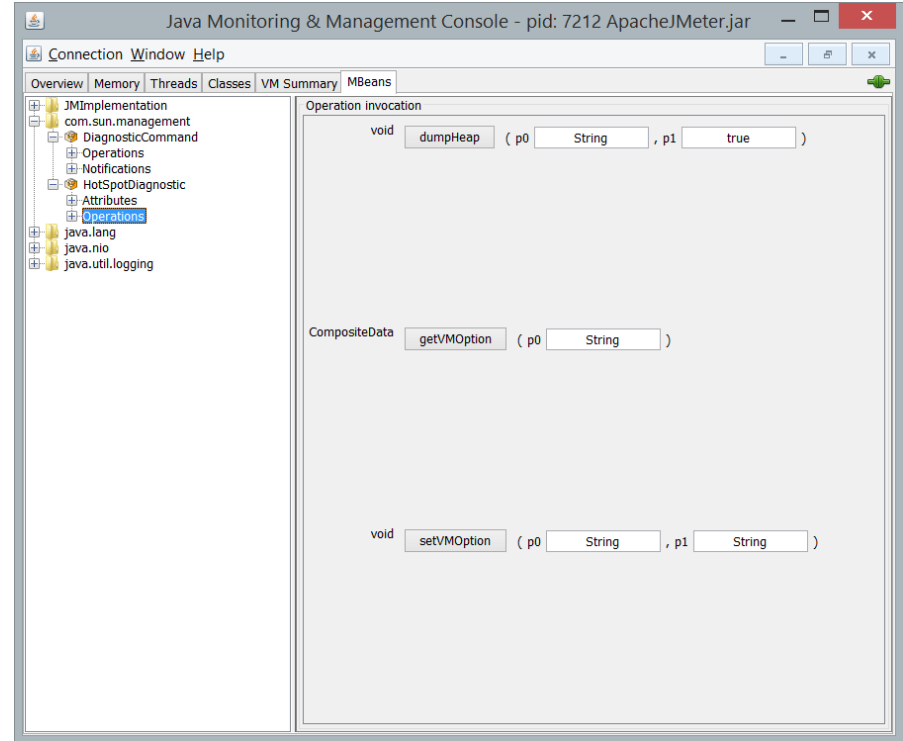 Java Monitoring & Management Console - pid: 7212 ApacheJMeter.jar
Connection Window Help
Overview Memory Threads Classes VM Summary MBeans
JMImplementation
com.sun.management
DiagnosticCommand
Operations
Notifications
HotSpotDiagnostic
Attributes
Operations
java.lang
java.nio
java.util.logging
Operation invocation
void dumpHeap ( p0 String , p1 true )
CompositeData getVMOption ( p0 String )
void setVMOption ( p0 String , p1 String )